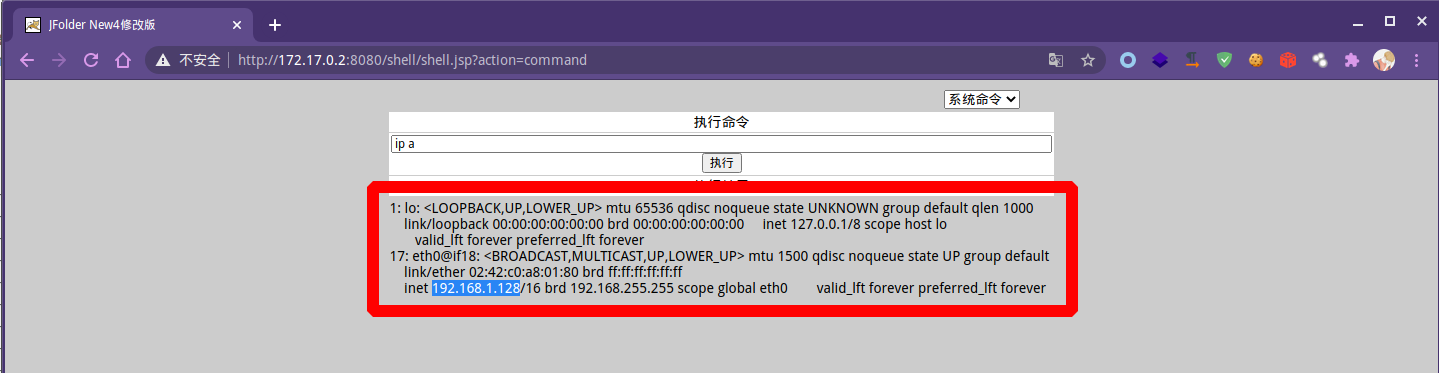 JFolder New4修改版
不安全 http://172.17.0.2:8080/shell/shell.jsp?action=command
系统命令
执行命令
ip a
执行
1: lo: <LOOPBACK,UP,LOWER_UP> mtu 65536 qdisc noqueue state UNKNOWN group default qlen 1000
link/loopback 00:00:00:00:00:00 brd 00:00:00:00:00:00 inet 127.0.0.1/8 scope host lo
valid_lft forever preferred_lft forever
17: eth0@if18: <BROADCAST,MULTICAST,UP,LOWER_UP> mtu 1500 qdisc noqueue state UP group default
link/ether 02:42:c0:a8:01:80 brd ff:ff:ff:ff:ff:ff
inet 192.168.1.128/16 brd 192.168.255.255 scope global eth0 valid_lft forever preferred_lft forever